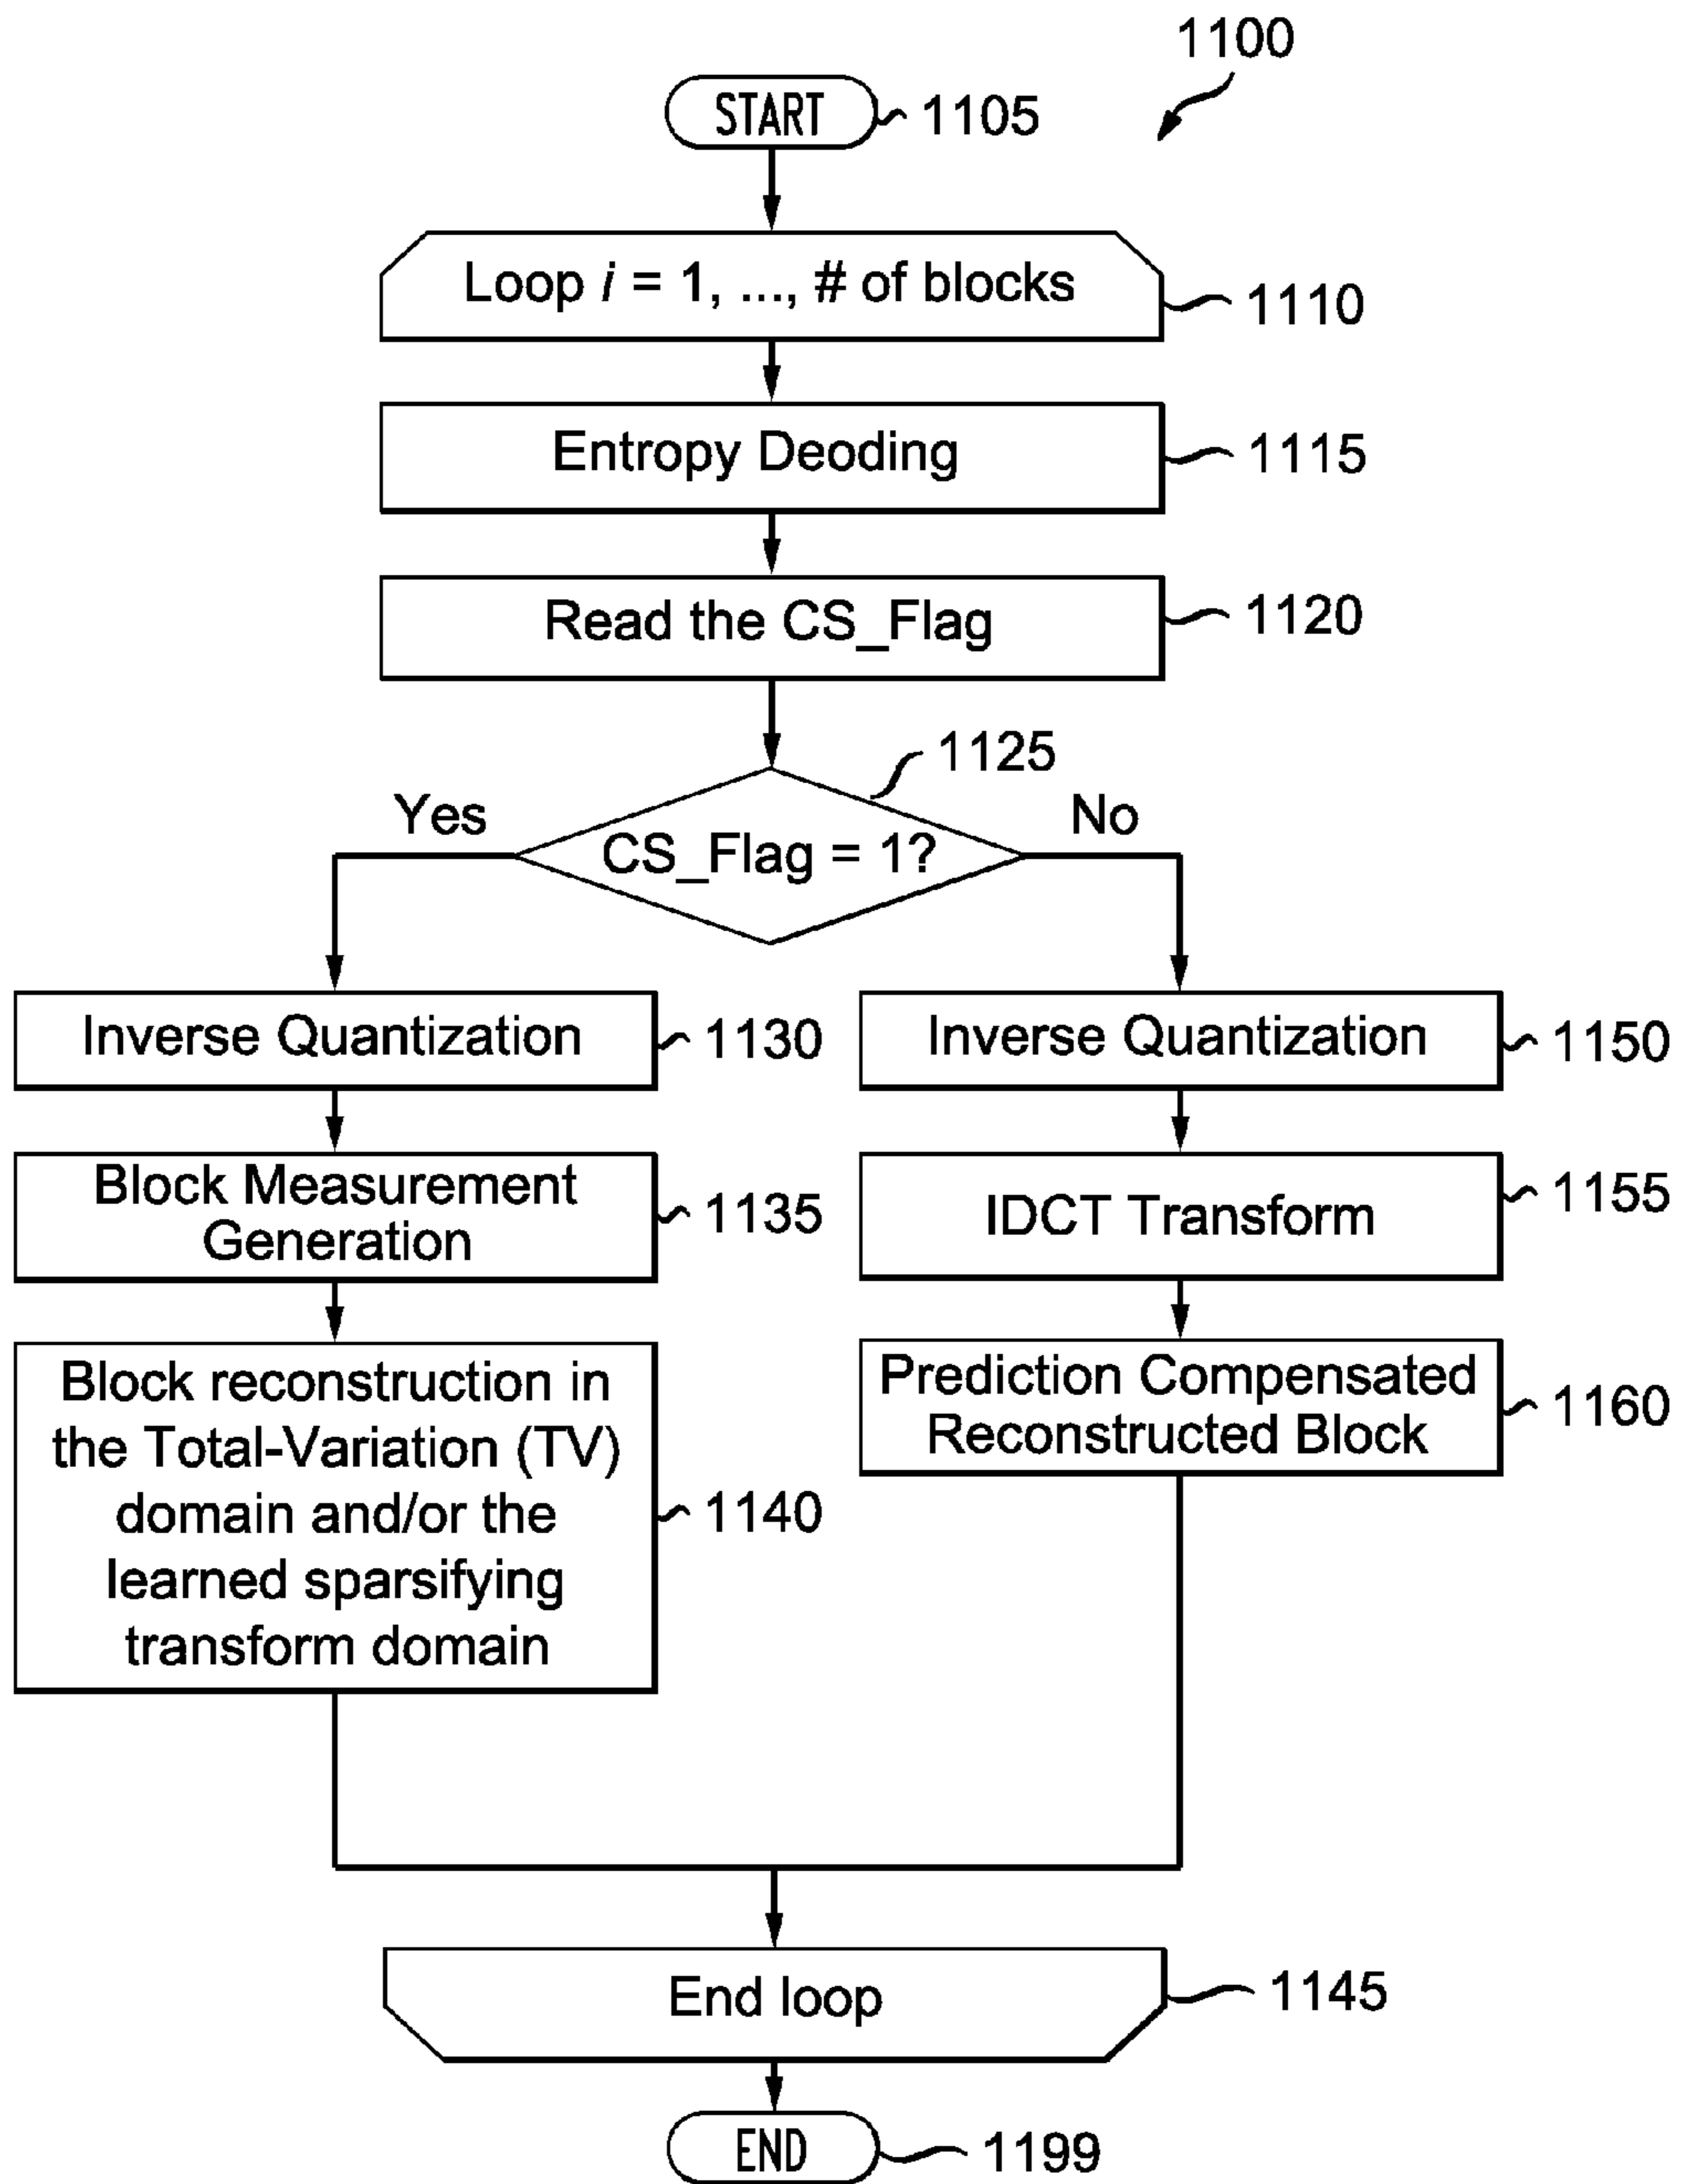 1100
START
1105
Loop i = 1, ..., # of blocks
1110
Entropy Deoding
1115
Read the CS_Flag
1120
1125
Yes
No
CS_Flag = 1?
Inverse Quantization
1130
Inverse Quantization
1150
Block Measurement
Generation
1135
IDCT Transform
1155
Block reconstruction in
the Total-Variation (TV)
domain and/or the
learned sparsifying
transform domain
1140
Prediction Compensated
Reconstructed Block
1160
End loop
1145
END
1199